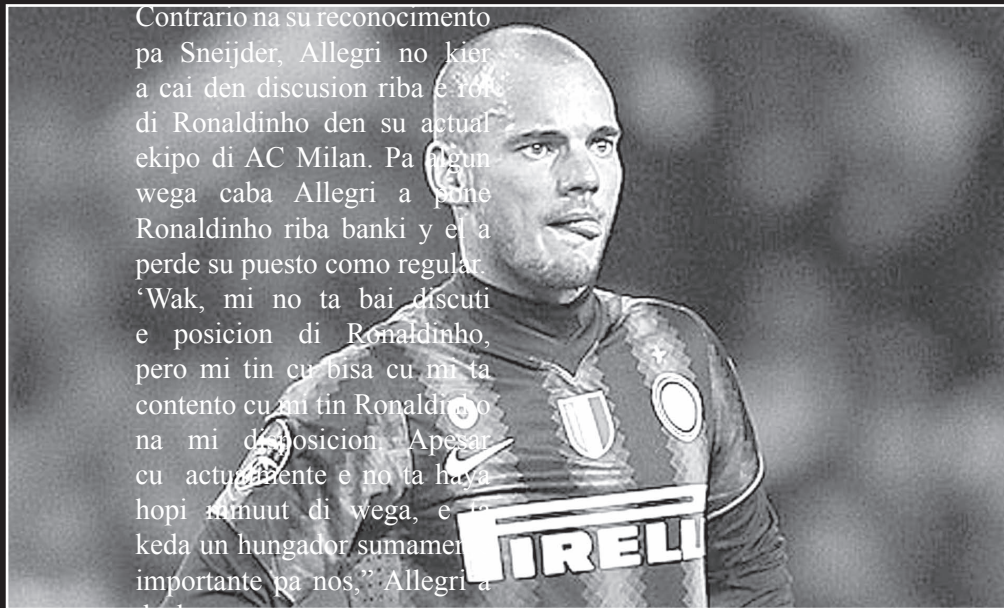 Contrario na su reconocimento
pa Sneijder, Allegri no kier
a cai den discusion riba e rol
di Ronaldinho den su actual
ekipo di AC Milan. Pa algun
wega caba Allegri a pone
Ronaldinho riba banki y el a
perde su puesto como regular.
‘Wak, mi no ta bai discuti
e posicion di Ronaldinho,
pero mi tin cu bisa cu mi ta
contento cu mi tin Ronaldinho
na mi disposicion. Apesar
cu actualmente e no ta haya
hopi minuut di wega, e ta
keda un hungador sumamente
importante pa nos,” Allegri a
PIRELLI